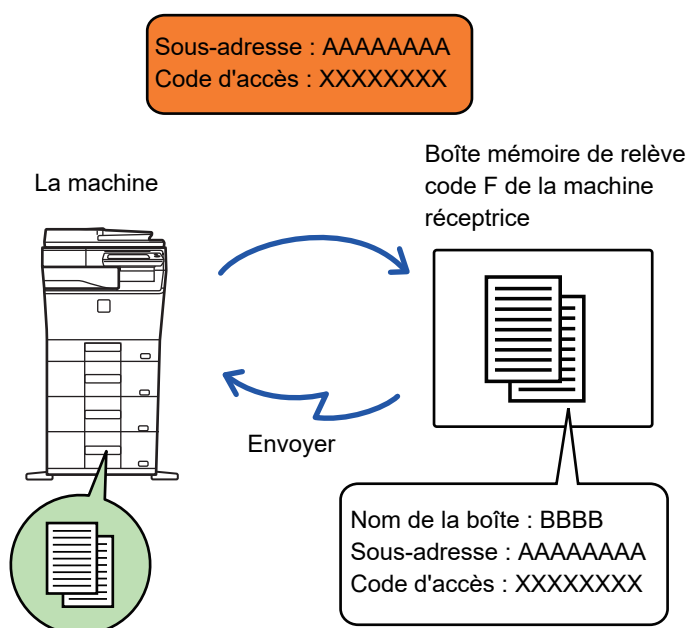 Sous-adresse : AAAAAAAA
Code d'accès : XXXXXXXX
Boîte mémoire de relève
code F de la machine
réceptrice
La machine
Envoyer
Nom de la boîte : BBBB
Sous-adresse : AAAAAAAA
Code d'accès : XXXXXXXX